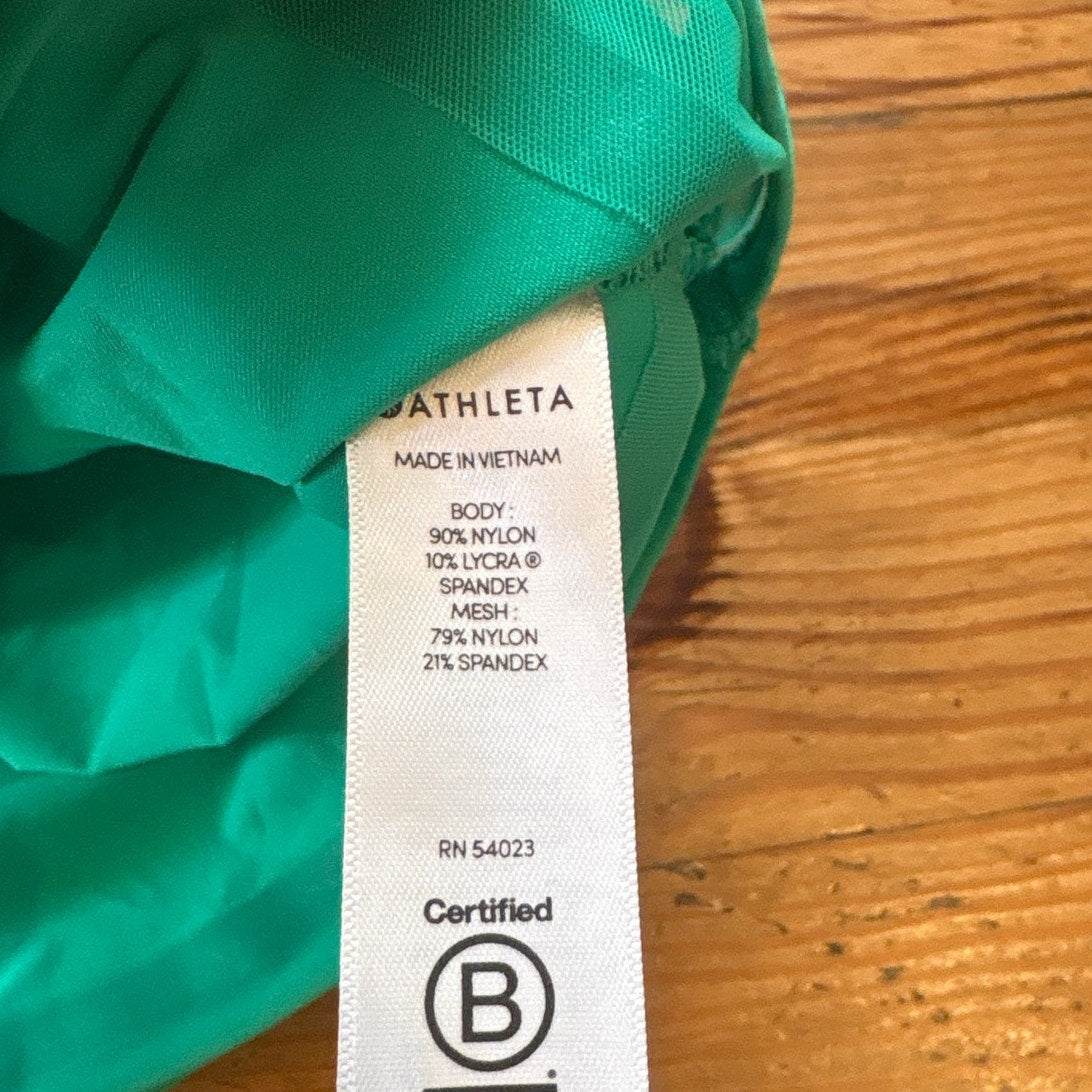 ATHLETA
MADE IN VIETNAM
BODY:
90% NYLON
10% LYCRA®
SPANDEX
MESH:
79% NYLON
21% SPANDEX
RN 54023
Certified
B